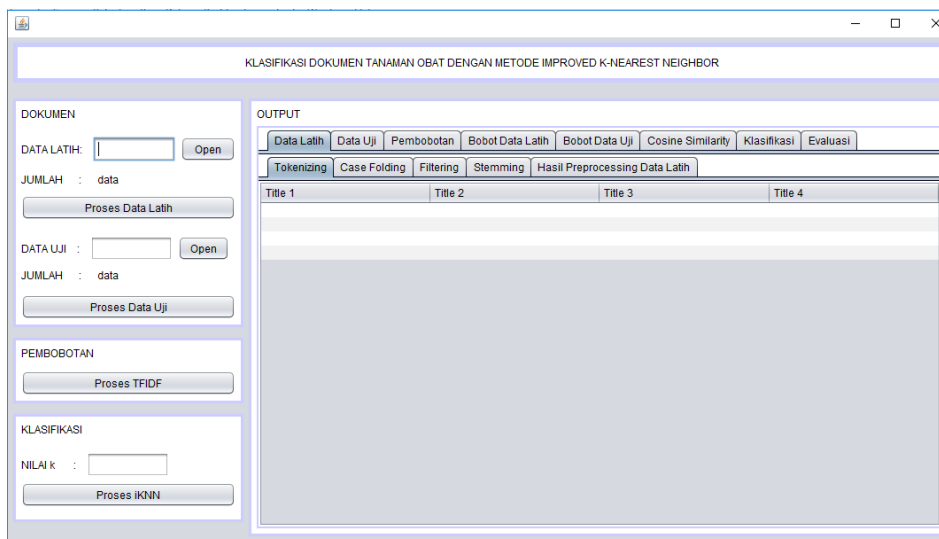 KLASIFIKASI DOKUMEN TANAMAN OBAT DENGAN METODE IMPROVED K-NEAREST NEIGHBOR
DOKUMEN
DATA LATIH: Open
JUMLAH : data
Proses Data Latih
DATA UJI : Open
JUMLAH : data
Proses Data Uji
PEMBOBOTAN
Proses TFIDF
KLASIFIKASI
NILAI k :
Proses iKNN
OUTPUT
Data Latih Data Uji Pembobotan Bobot Data Latih Bobot Data Uji Cosine Similarity Klasifikasi Evaluasi
Tokenizing Case Folding Filtering Stemming Hasil Preprocessing Data Latih
Title 1 Title 2 Title 3 Title 4